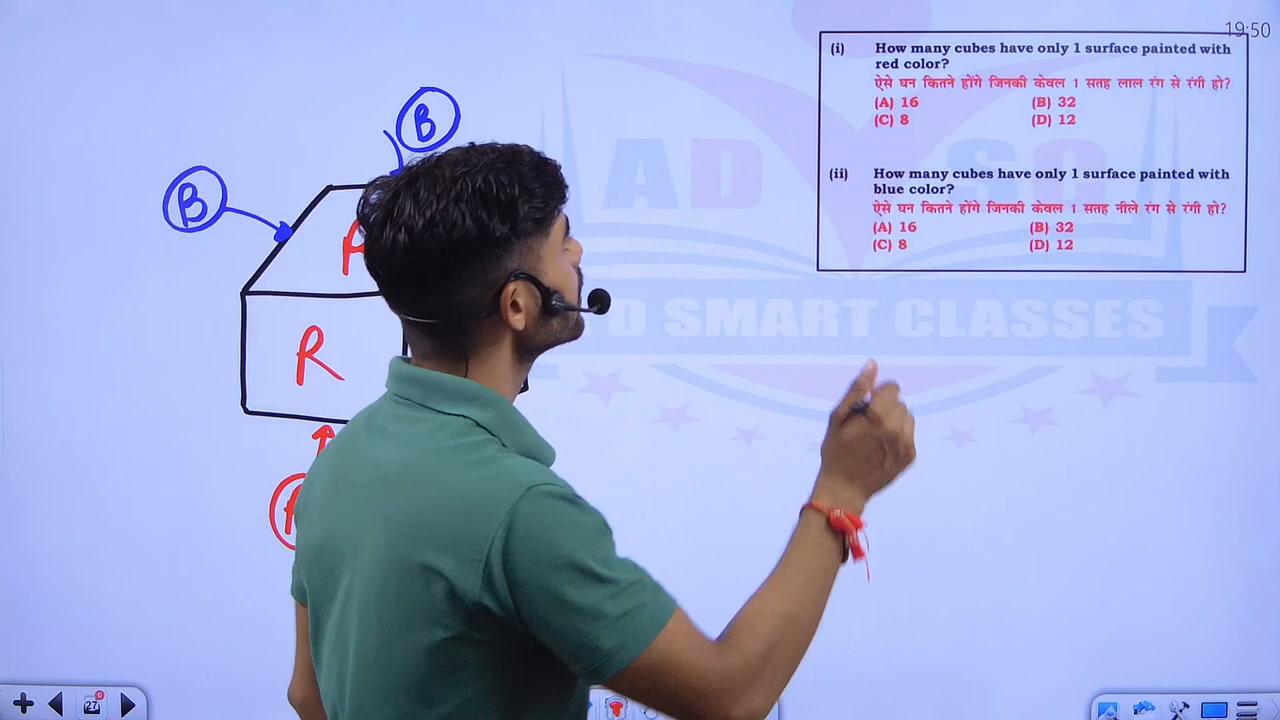 19:50
(i) How many cubes have only 1 surface painted with
red color?
ऐसे घन कितने होंगे जिनकी केवल 1 सतह लाल रंग से रंगी हो?
(A) 16 (B) 32
(C) 8 (D) 12
(ii) How many cubes have only 1 surface painted with
blue color?
ऐसे घन कितने होंगे जिनकी केवल 1 सतह नीले रंग से रंगी हो?
(A) 16 (B) 32
(C) 8 (D) 12
B
B
R
SMART CLASSES
27